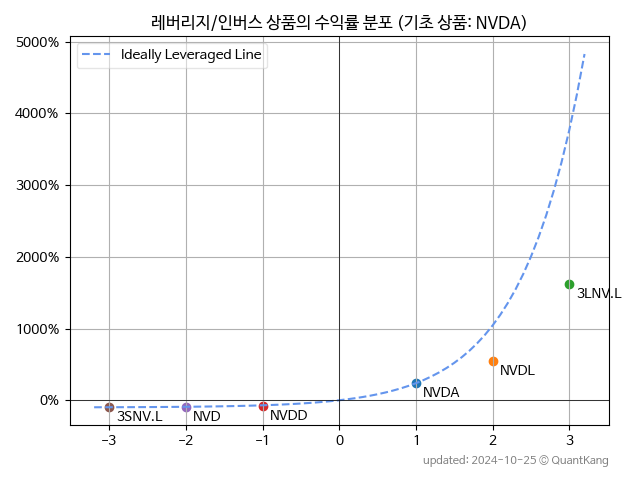 레버리지/인버스 상품의 수익률 분포 (기초 상품: NVDA)
5000%
Ideally Leveraged Line
4000%
3000%
2000%
3LNV.L
1000%
NVDL
NVDA
0%
3SNV.L
NVD
NVDD
−3 −2 −1 0 1 2 3
updated: 2024-10-25 © QuantKang